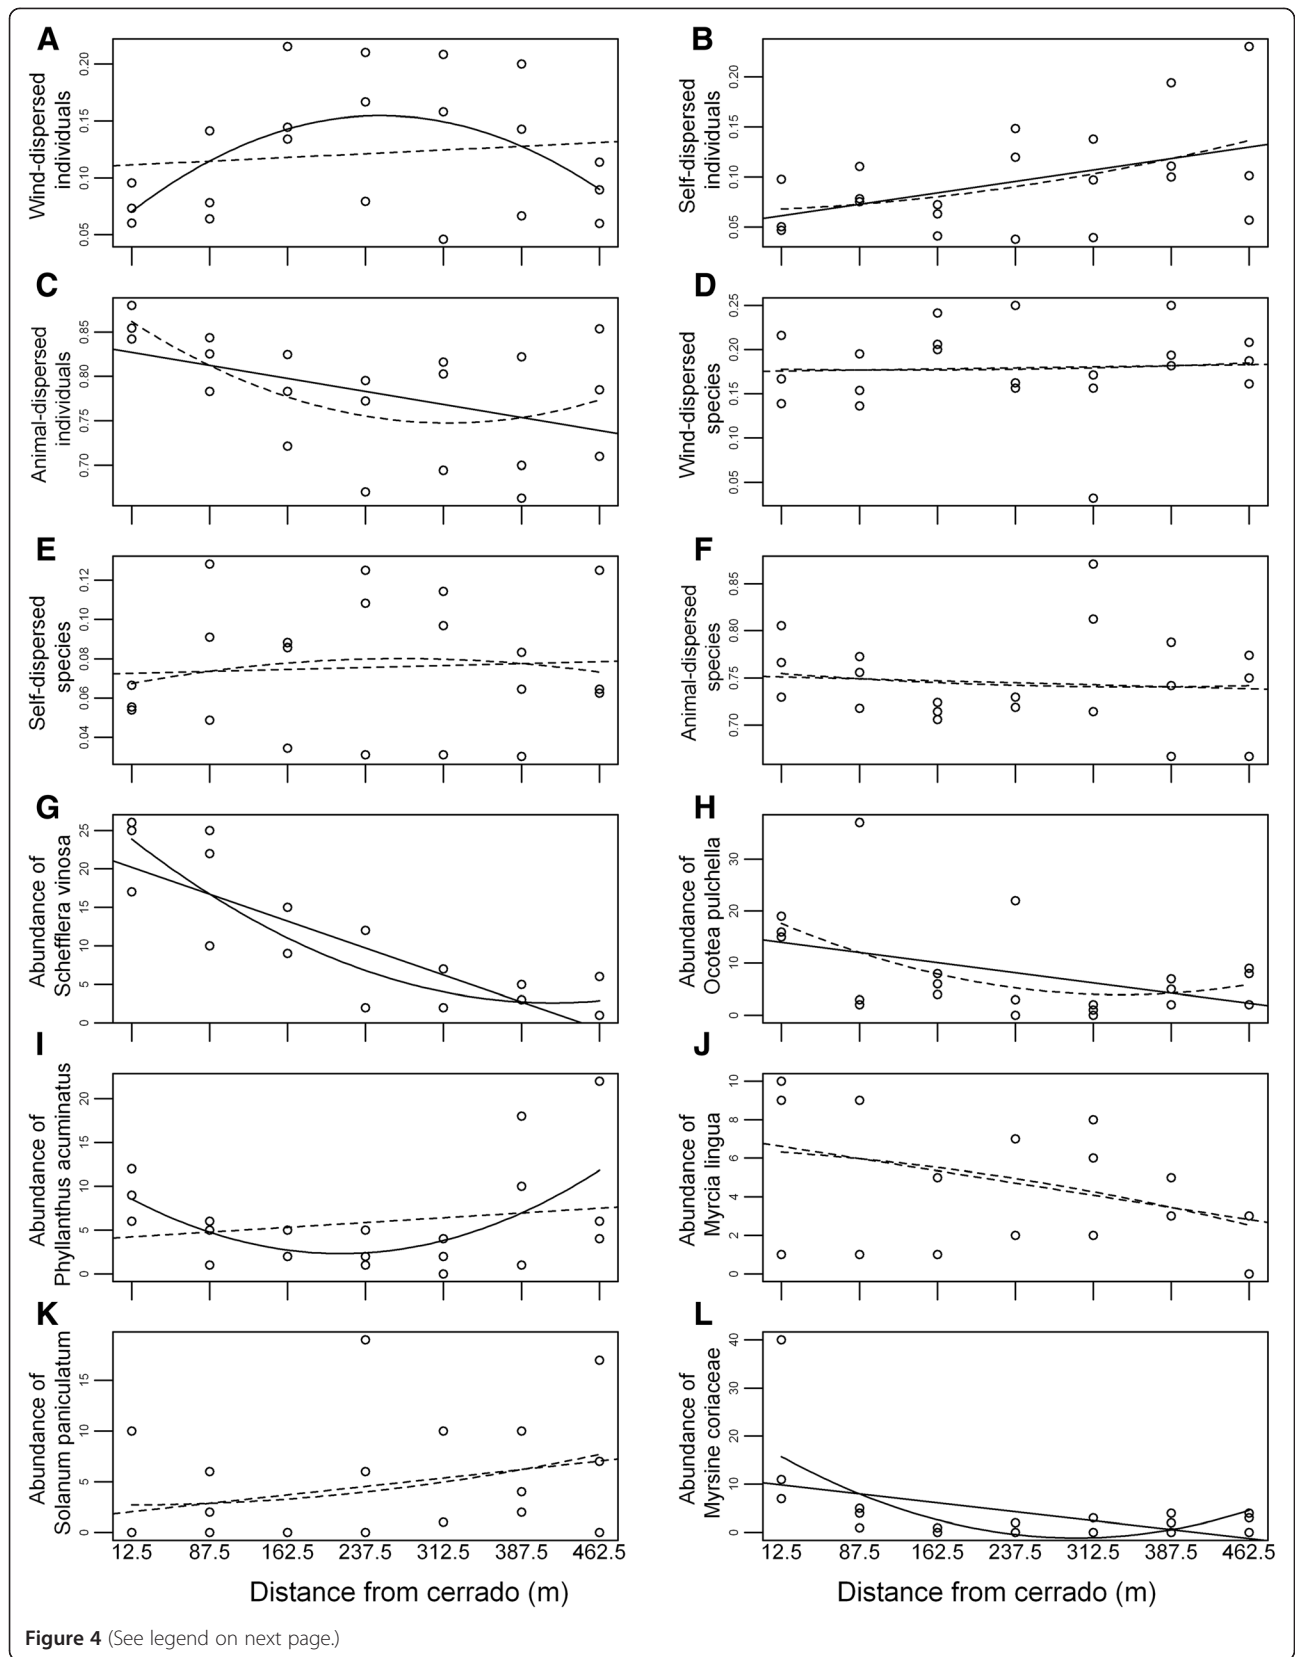 A
Wind-dispersed
individuals
0.05 0.10 0.15 0.20
B
Self-dispersed
individuals
0.05 0.10 0.15 0.20
C
Animal-dispersed
individuals
0.70 0.75 0.80 0.85
D
Wind-dispersed
species
0.05 0.10 0.15 0.20 0.25
E
Self-dispersed
species
0.04 0.06 0.08 0.10 0.12
F
Animal-dispersed
species
0.70 0.75 0.80 0.85
G
Abundance of
Schefflera vinosa
0 5 10 15 20 25
H
Abundance of
Ocotea pulchella
0 10 20 30
I
Abundance of
Phyllanthus acuminatus
0 5 10 15 20
J
Abundance of
Myrcia lingua
0 2 4 6 8 10
K
Abundance of
Solanum paniculatum
0 5 10 15
12.5 87.5 162.5 237.5 312.5 387.5 462.5
Distance from cerrado (m)
L
Abundance of
Myrsine coriaceae
0 10 20 30 40
12.5 87.5 162.5 237.5 312.5 387.5 462.5
Distance from cerrado (m)
Figure 4 (See legend on next page.)